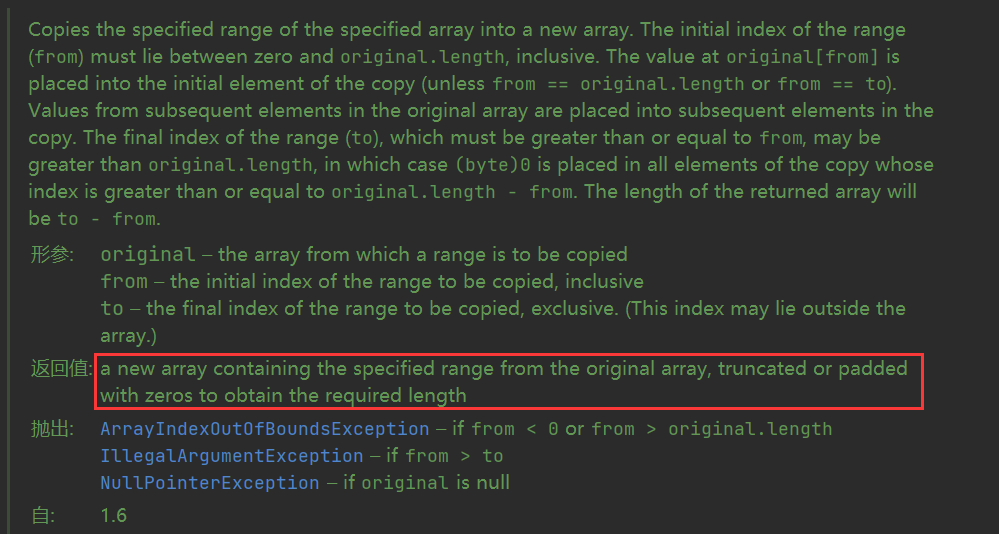 Copies the specified range of the specified array into a new array. The initial index of the range
(from) must lie between zero and original.length, inclusive. The value at original[from] is
placed into the initial element of the copy (unless from == original.length or from == to).
Values from subsequent elements in the original array are placed into subsequent elements in the
copy. The final index of the range (to), which must be greater than or equal to from, may be
greater than original.length, in which case (byte)0 is placed in all elements of the copy whose
index is greater than or equal to original.length - from. The length of the returned array will
be to - from.
形参: original – the array from which a range is to be copied
from – the initial index of the range to be copied, inclusive
to – the final index of the range to be copied, exclusive. (This index may lie outside the
array.)
返回值: a new array containing the specified range from the original array, truncated or padded
with zeros to obtain the required length
抛出: ArrayIndexOutOfBoundsException – if from < 0 or from > original.length
IllegalArgumentException – if from > to
NullPointerException – if original is null
自: 1.6